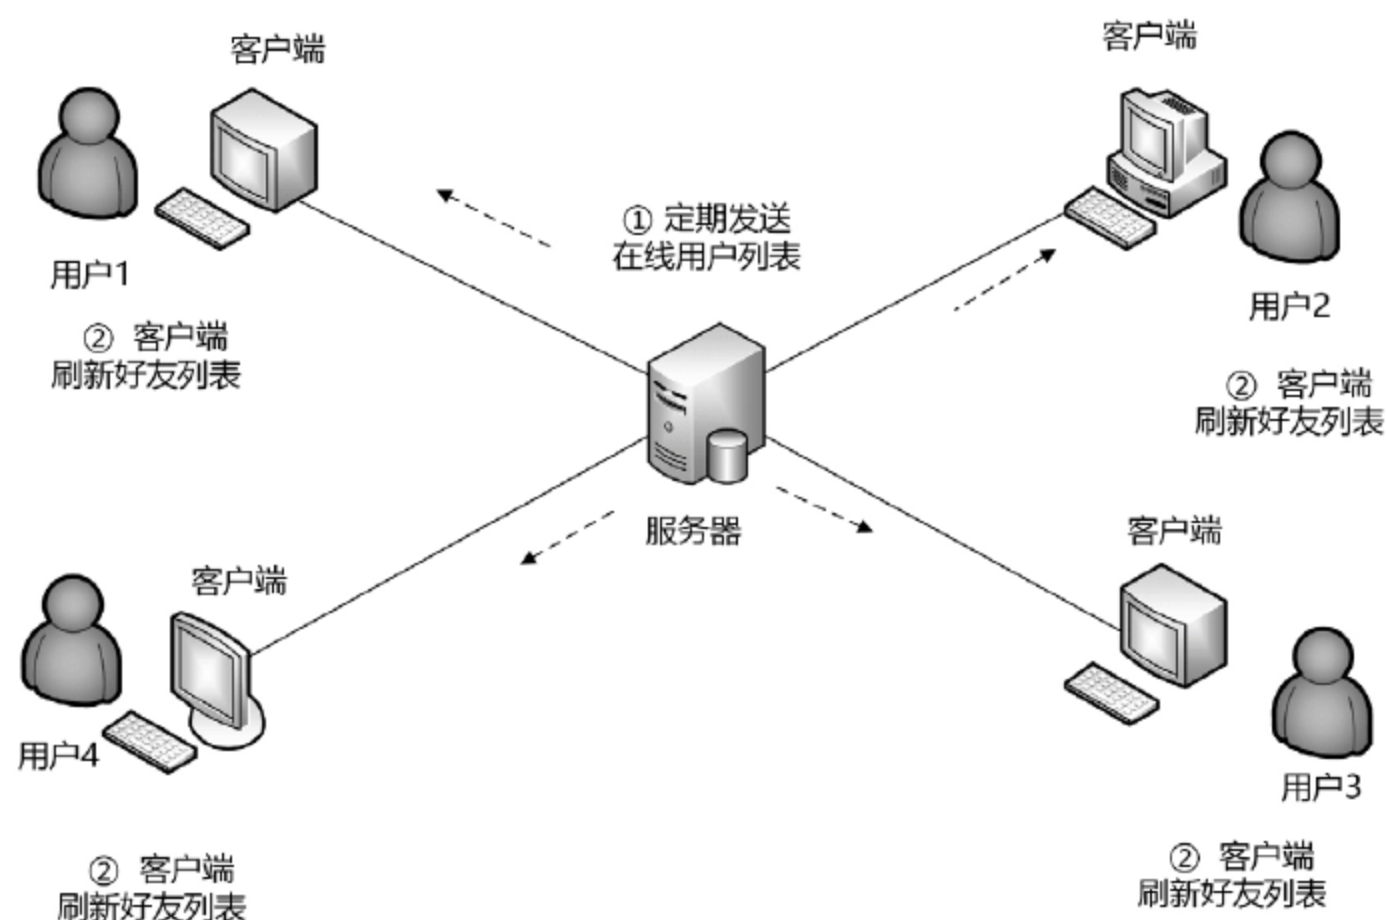 客户端
客户端
① 定期发送
在线用户列表
用户1
用户2
② 客户端
刷新好友列表
② 客户端
刷新好友列表
服务器
客户端
客户端
用户4
用户3
② 客户端
刷新好友列表
② 客户端
刷新好友列表